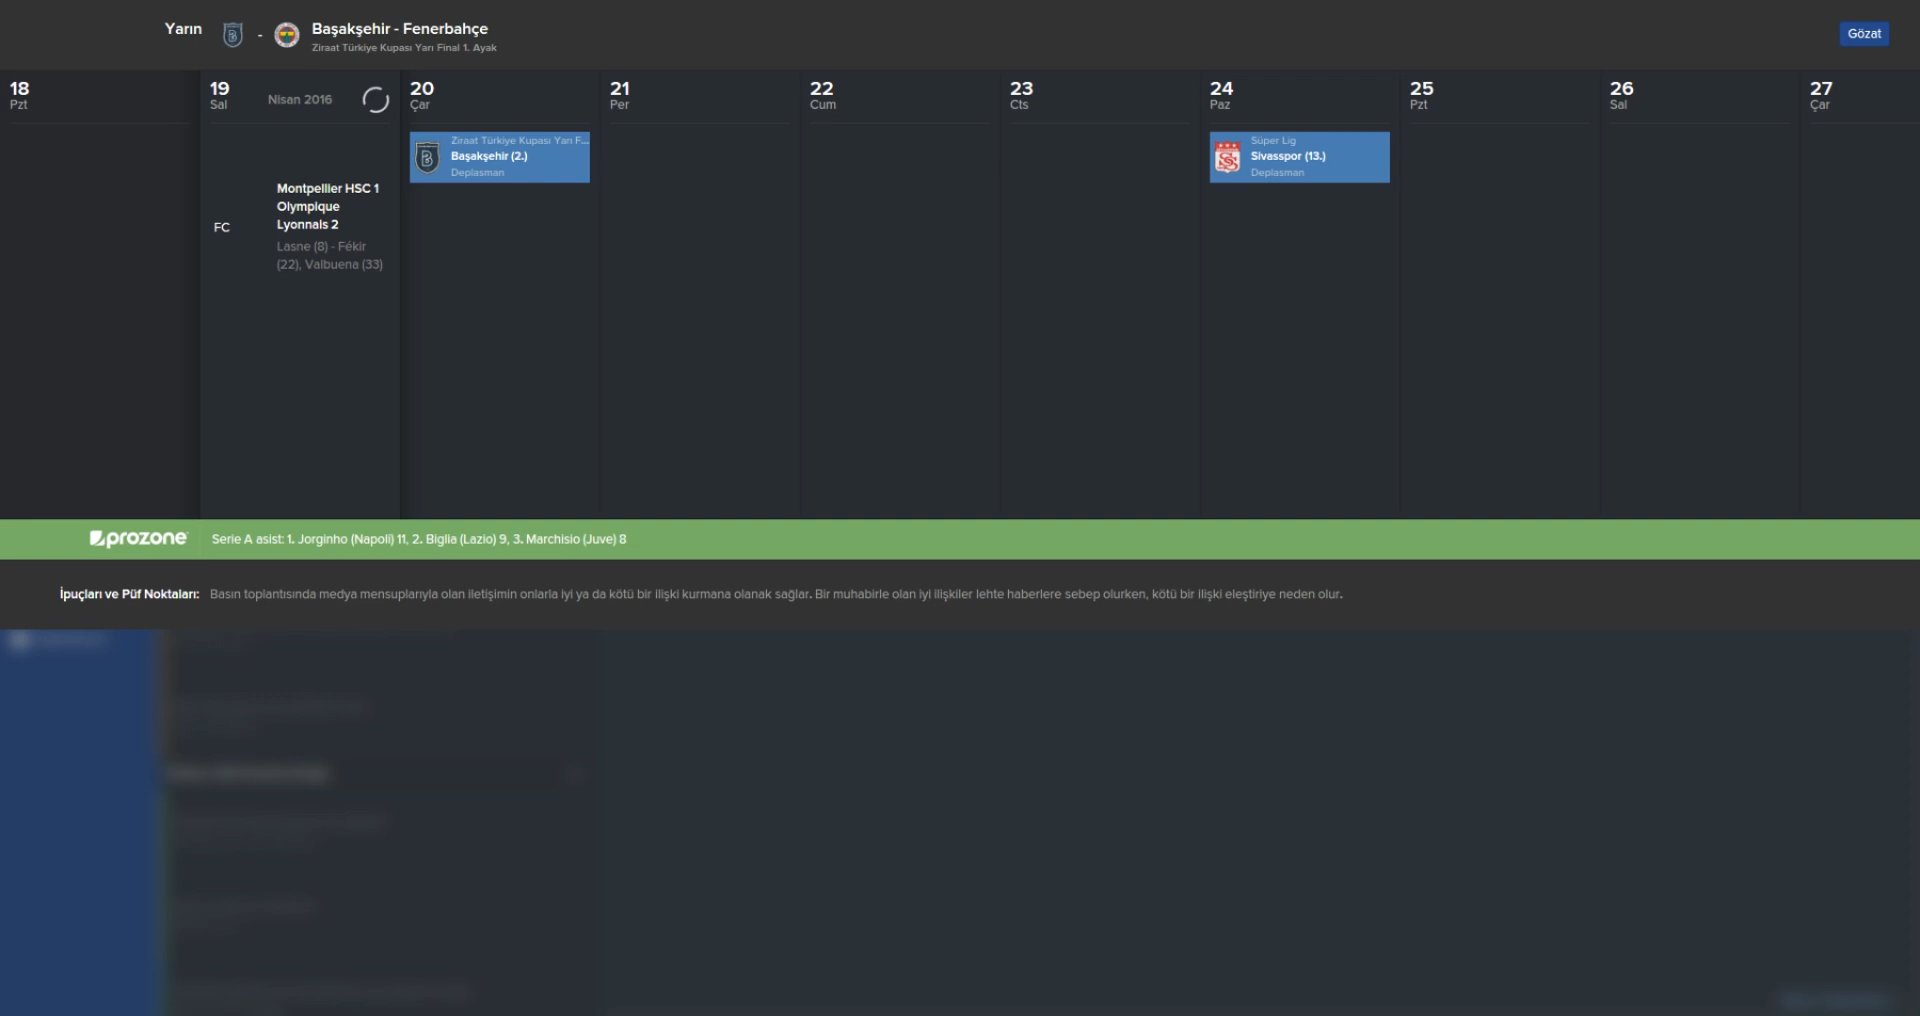 Yarın
-
Başakşehir - Fenerbahçe
Ziraat Türkiye Kupası Yarı Final 1. Ayak
Gözat
18
Pzt
19
Sal
Nisan 2016
20
Çar
21
Per
22
Cum
23
Cts
24
Paz
25
Pzt
26
Sal
27
Çar
FC
Montpellier HSC 1
Olympique
Lyonnais 2
Lasne (8) - Fékir
(22), Valbuena (33)
Ziraat Türkiye Kupası Yarı F...
Başakşehir (2.)
Deplasman
Süper Lig
Sivasspor (13.)
Deplasman
prozone
Serie A asist: 1. Jorginho (Napoli) 11, 2. Biglia (Lazio) 9, 3. Marchisio (Juve) 8
İpuçları ve Püf Noktaları: Basın toplantısında medya mensuplarıyla olan iletişimin onlarla iyi ya da kötü bir ilişki kurmana olanak sağlar. Bir muhabirle olan iyi ilişkiler lehte haberlere sebep olurken, kötü bir ilişki eleştiriye neden olur.